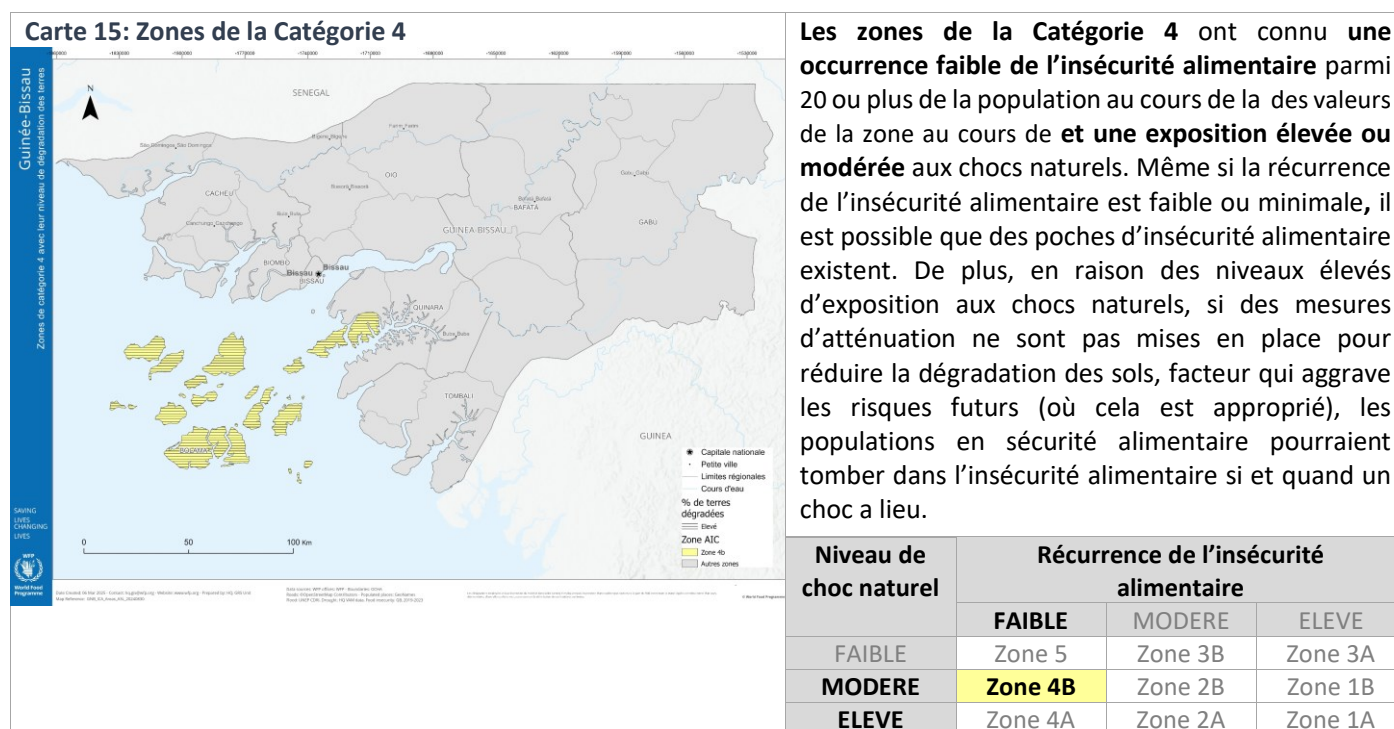 Carte 15: Zones de la Catégorie 4
Guinée-Bissau
Zones de catégorie 4 avec leur niveau de dégradation des terres
N
SENEGAL
CACHEU
OIO
BAFATÁ
GABU
GUINEA-BISSAU
BIOMBO
Bissau
Bissau
BISSAU
QUINARA
TOMBALI
BOLAMA
GUINEA
0 50 100 Km
Capitale nationale
Petite ville
Limites régionales
Cours d'eau
% de terres
dégradées
Elevé
Zone AIC
Zone 4b
Autres zones
SAVING
LIVES
CHANGING
LIVES
WFP
World Food
Programme
Les zones de la Catégorie 4 ont connu une
occurrence faible de l'insécurité alimentaire parmi
20 ou plus de la population au cours de la des valeurs
de la zone au cours de et une exposition élevée ou
modérée aux chocs naturels. Même si la récurrence
de l'insécurité alimentaire est faible ou minimale, il
est possible que des poches d'insécurité alimentaire
existent. De plus, en raison des niveaux élevés
d'exposition aux chocs naturels, si des mesures
d'atténuation ne sont pas mises en place pour
réduire la dégradation des sols, facteur qui aggrave
les risques futurs (où cela est approprié), les
populations en sécurité alimentaire pourraient
tomber dans l'insécurité alimentaire si et quand un
choc a lieu.
Niveau de
choc naturel
Récurrence de l'insécurité
alimentaire
FAIBLE MODERE ELEVE
FAIBLE Zone 5 Zone 3B Zone 3A
MODERE Zone 4B Zone 2B Zone 1B
ELEVE Zone 4A Zone 2A Zone 1A